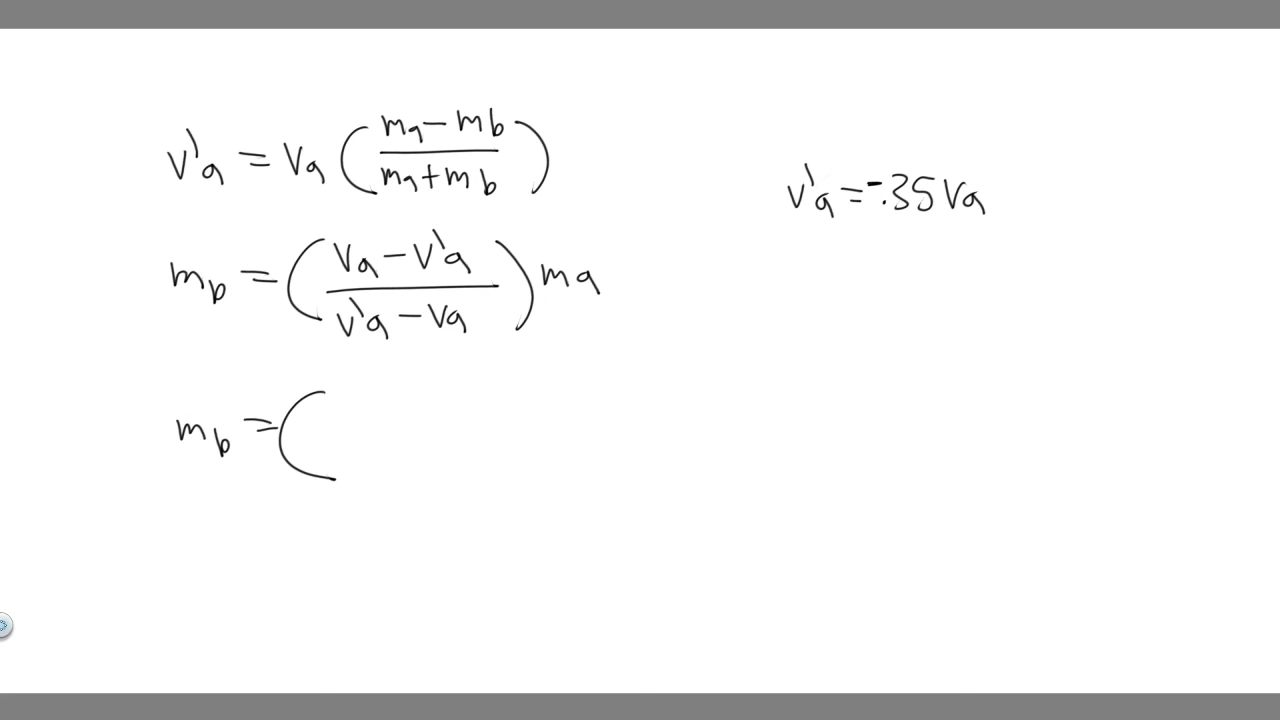 v'a = va ( ma - mb / ma + mb )
v'a = -.35 va
mb = ( va - v'a / v'a - va ) ma
mb = (